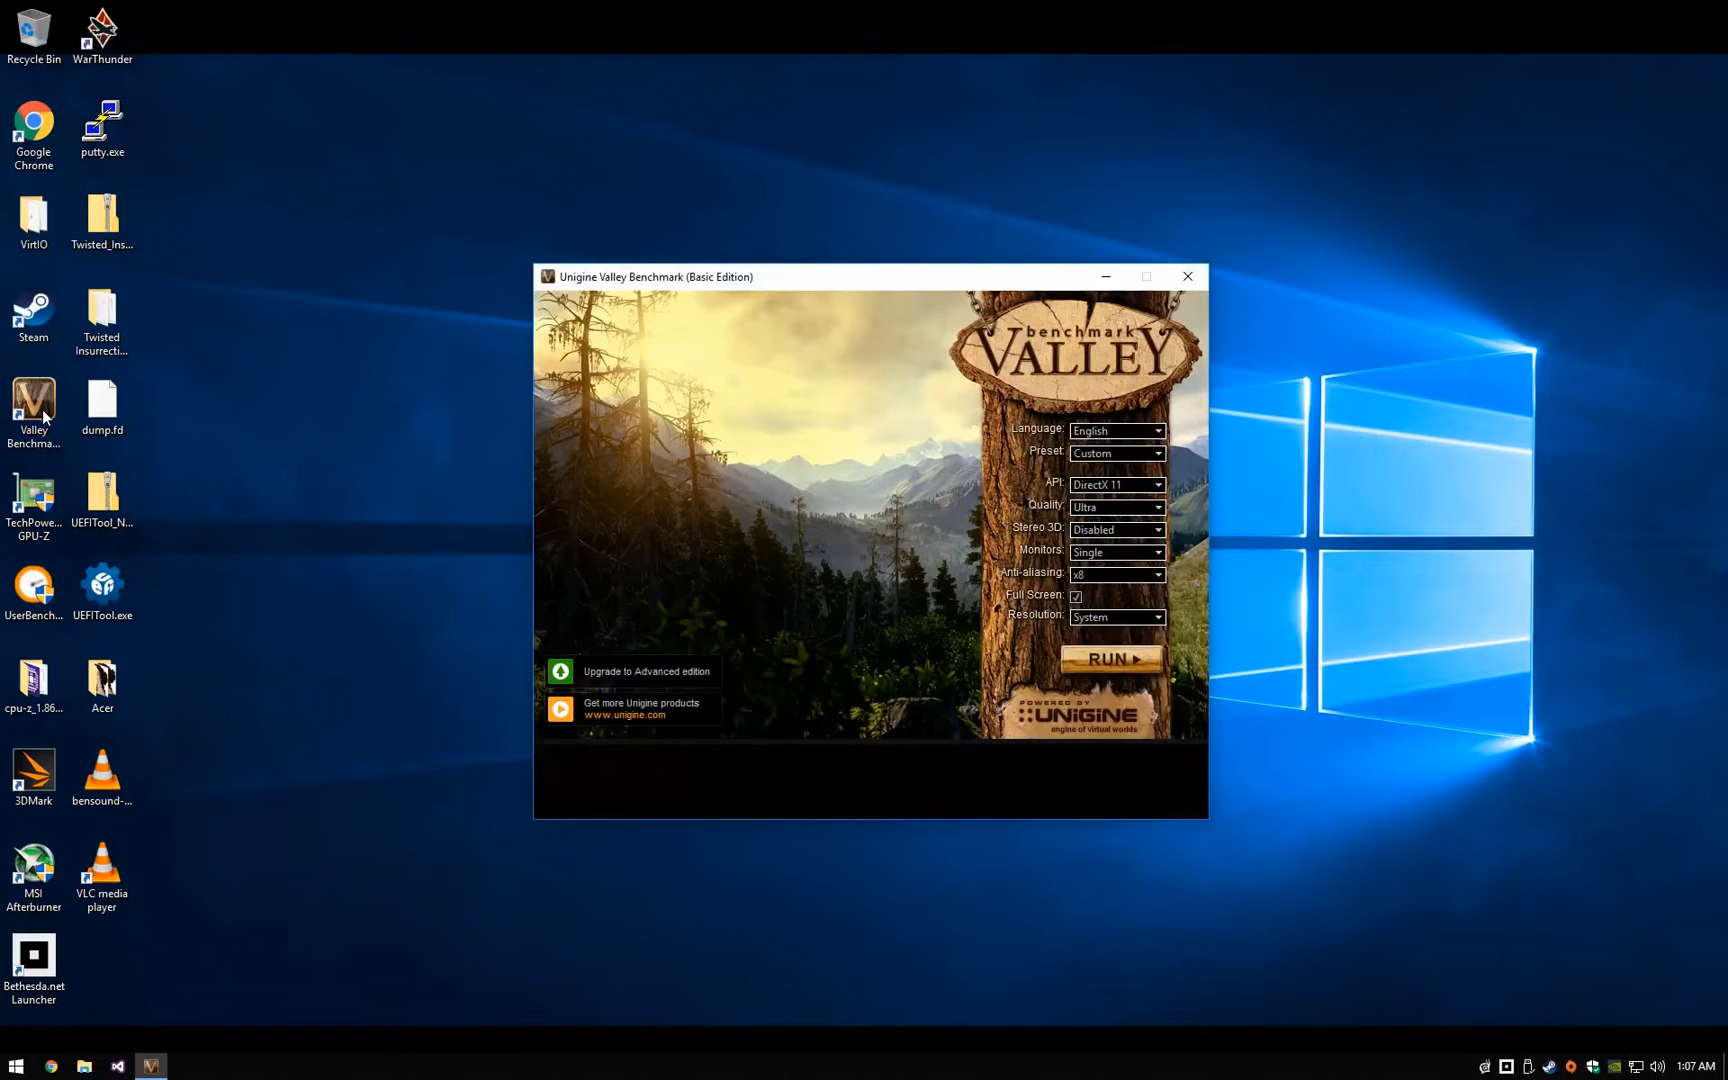 Recycle Bin
WarThunder
Google
Chrome
putty.exe
VirtIO
Twisted_Ins...
Steam
Twisted
Insurrecti...
Valley
Benchma...
dump.fd
TechPowe...
GPU-Z
UEFITool_N...
UserBench...
UEFITool.exe
cpu-z_1.86...
Acer
3DMark
bensound-...
MSI
Afterburner
VLC media
player
Bethesda.net
Launcher
Unigine Valley Benchmark (Basic Edition)
benchmark
VALLEY
Language: English
Preset: Custom
API: DirectX 11
Quality: Ultra
Stereo 3D: Disabled
Monitors: Single
Anti-aliasing: x8
Full Screen:
Resolution: System
RUN
Upgrade to Advanced edition
Get more Unigine products
www.unigine.com
POWERED BY
UNIGINE
engine of virtual worlds
1:07 AM